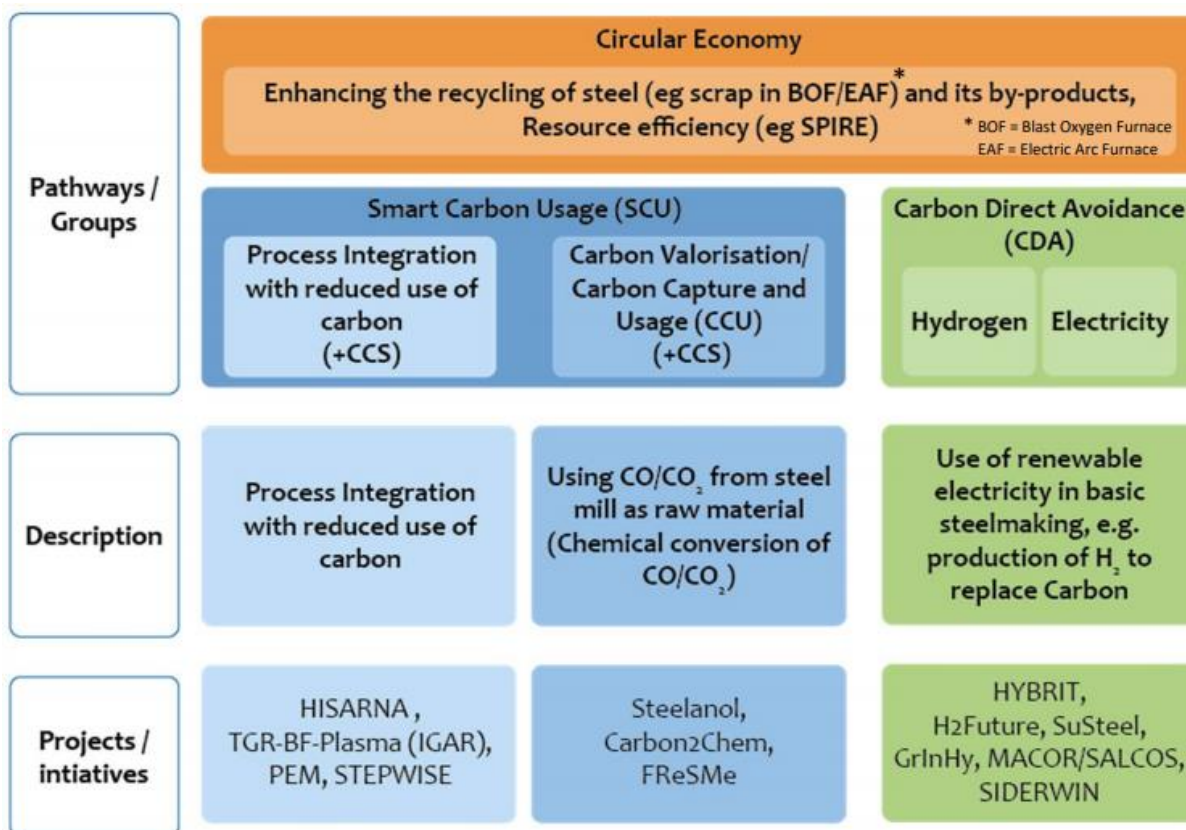 Circular Economy
Enhancing the recycling of steel (eg scrap in BOF/EAF)* and its by-products,
Resource efficiency (eg SPIRE)
* BOF = Blast Oxygen Furnace
EAF = Electric Arc Furnace
Pathways /
Groups
Smart Carbon Usage (SCU)
Process Integration
with reduced use of
carbon
(+CCS)
Carbon Valorisation/
Carbon Capture and
Usage (CCU)
(+CCS)
Carbon Direct Avoidance
(CDA)
Hydrogen
Electricity
Description
Process Integration
with reduced use of
carbon
Using CO/CO₂ from steel
mill as raw material
(Chemical conversion of
CO/CO₂)
Use of renewable
electricity in basic
steelmaking, e.g.
production of H₂ to
replace Carbon
Projects /
intiatives
HISARNA ,
TGR-BF-Plasma (IGAR),
PEM, STEPWISE
Steelanol,
Carbon2Chem,
FReSMe
HYBRIT,
H2Future, SuSteel,
GrInHy, MACOR/SALCOS,
SIDERWIN